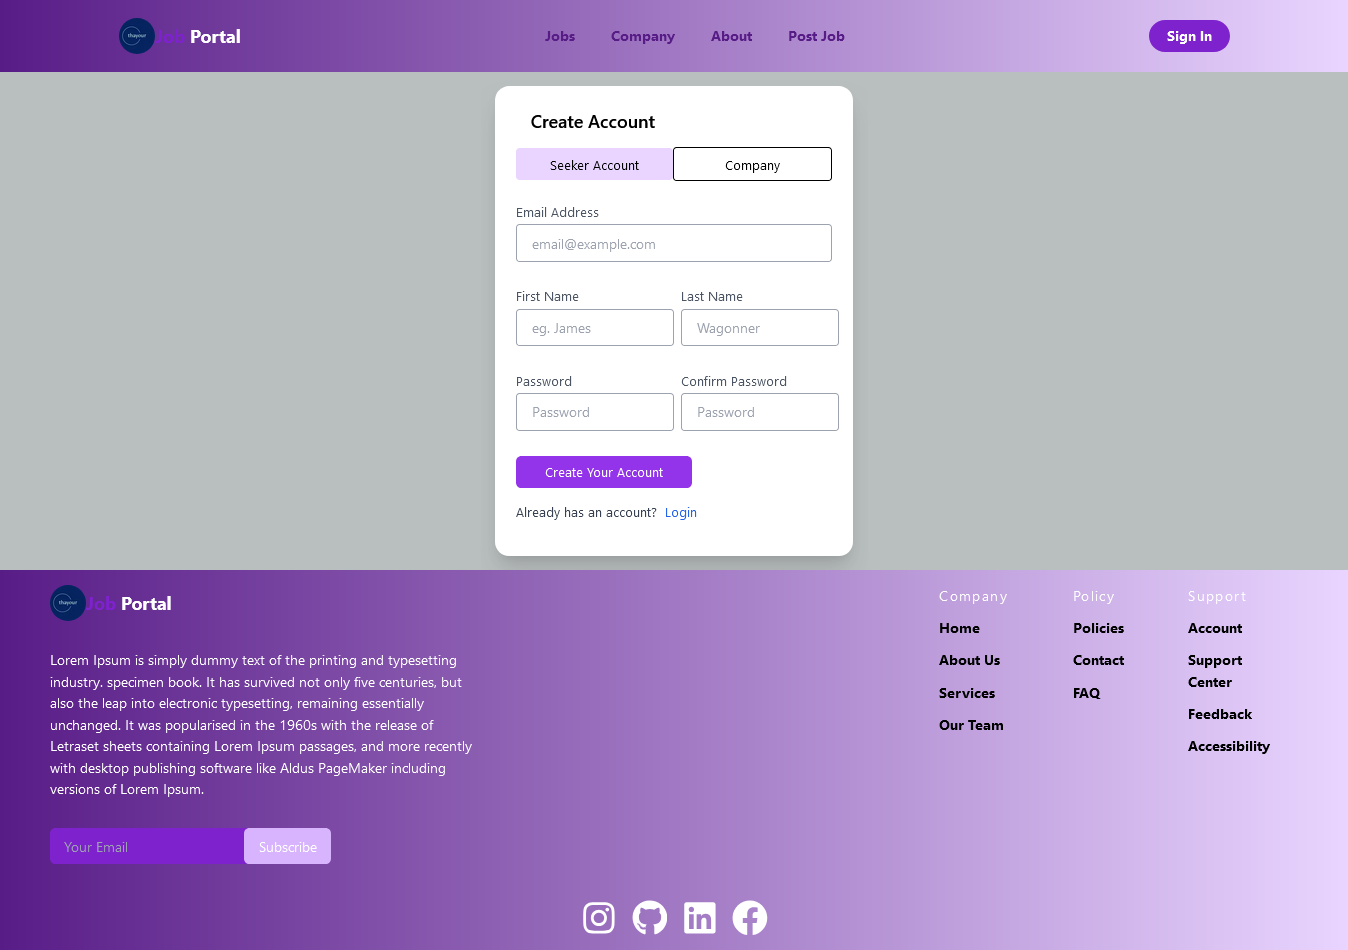 thayour Job Portal
Jobs Company About Post Job
Sign In
Create Account
Seeker Account Company
Email Address
email@example.com
First Name Last Name
eg. James Wagonner
Password Confirm Password
Password Password
Create Your Account
Already has an account? Login
thayour Job Portal
Lorem Ipsum is simply dummy text of the printing and typesetting
industry. specimen book. It has survived not only five centuries, but
also the leap into electronic typesetting, remaining essentially
unchanged. It was popularised in the 1960s with the release of
Letraset sheets containing Lorem Ipsum passages, and more recently
with desktop publishing software like Aldus PageMaker including
versions of Lorem Ipsum.
Your Email Subscribe
Company
Home
About Us
Services
Our Team
Policy
Policies
Contact
FAQ
Support
Account
Support
Center
Feedback
Accessibility
in